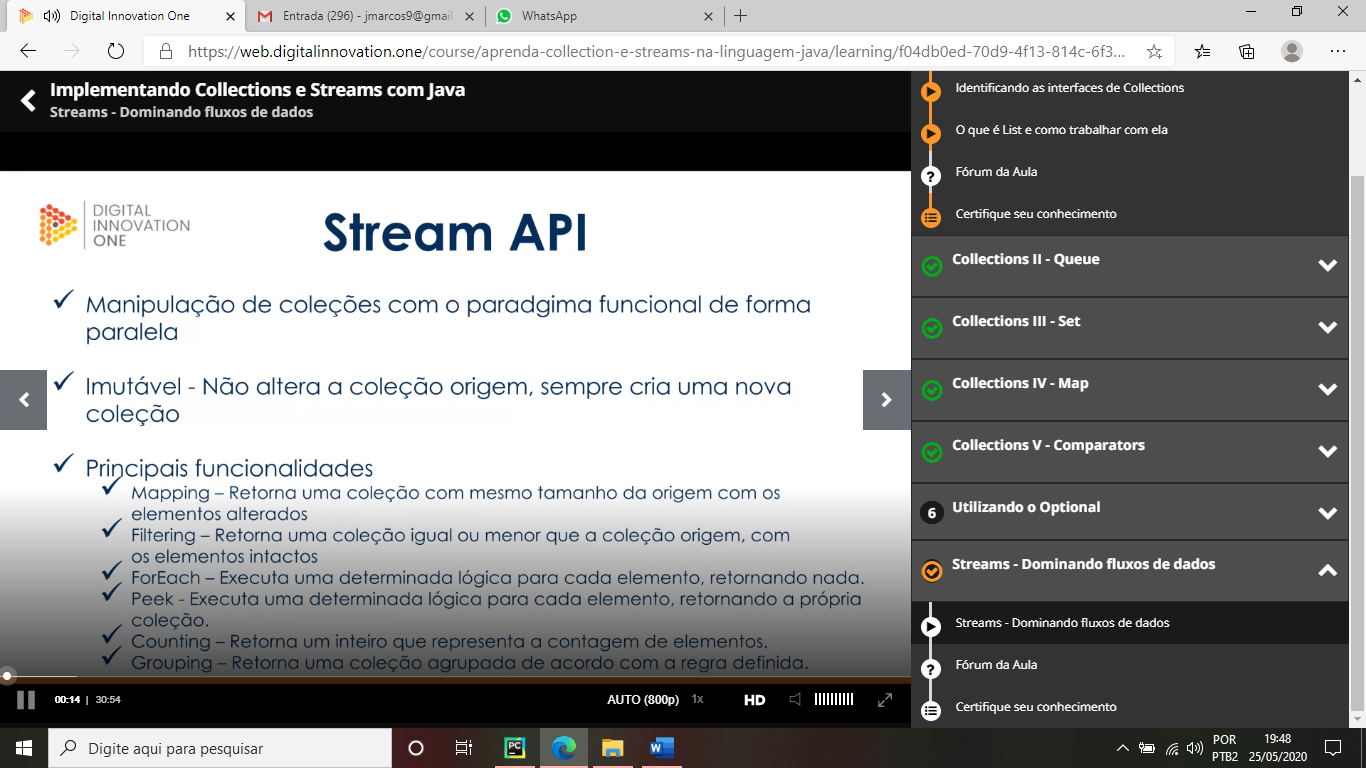 Digital Innovation One
Entrada (296) - jmarcos9@gmail.
WhatsApp
https://web.digitalinnovation.one/course/aprenda-collection-e-streams-na-linguagem-java/learning/f04db0ed-70d9-4f13-814c-6f3...
Implementando Collections e Streams com Java
Streams - Dominando fluxos de dados
DIGITAL
INNOVATION
ONE
Stream API
Manipulação de coleções com o paradgima funcional de forma
paralela
Imutável - Não altera a coleção origem, sempre cria uma nova
coleção
Principais funcionalidades
Mapping – Retorna uma coleção com mesmo tamanho da origem com os
elementos alterados
Filtering – Retorna uma coleção igual ou menor que a coleção origem, com
os elementos intactos
ForEach – Executa uma determinada lógica para cada elemento, retornando nada.
Peek - Executa uma determinada lógica para cada elemento, retornando a própria
coleção.
Counting – Retorna um inteiro que representa a contagem de elementos.
Grouping – Retorna uma coleção agrupada de acordo com a regra definida.
00:14 | 30:54
AUTO (800p) 1x HD
Identificando as interfaces de Collections
O que é List e como trabalhar com ela
? Fórum da Aula
Certifique seu conhecimento
Collections II - Queue
Collections III - Set
Collections IV - Map
Collections V - Comparators
6 Utilizando o Optional
Streams - Dominando fluxos de dados
Streams - Dominando fluxos de dados
? Fórum da Aula
Certifique seu conhecimento
Digite aqui para pesquisar
PC
W
POR
PTB2
19:48
25/05/2020